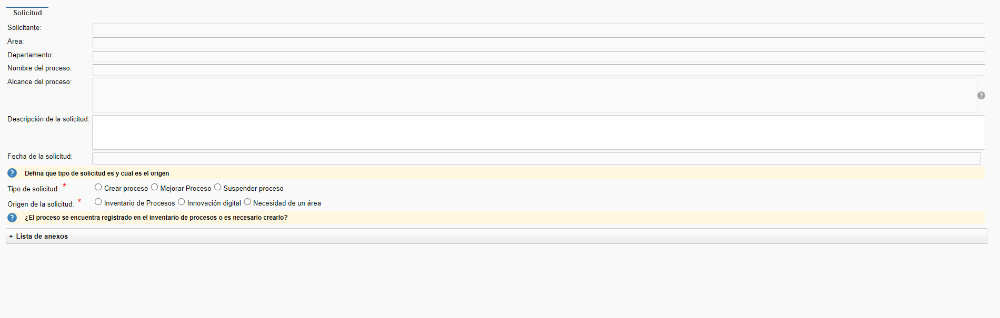 Solicitud
Solicitante:
Area:
Departamento:
Nombre del proceso:
Alcance del proceso:
?
Descripción de la solicitud:
Fecha de la solicitud:
? Defina que tipo de solicitud es y cual es el origen
Tipo de solicitud: * Crear proceso Mejorar Proceso Suspender proceso
Origen de la solicitud: * Inventario de Procesos Innovación digital Necesidad de un área
? ¿El proceso se encuentra registrado en el inventario de procesos o es necesario crearlo?
+ Lista de anexos